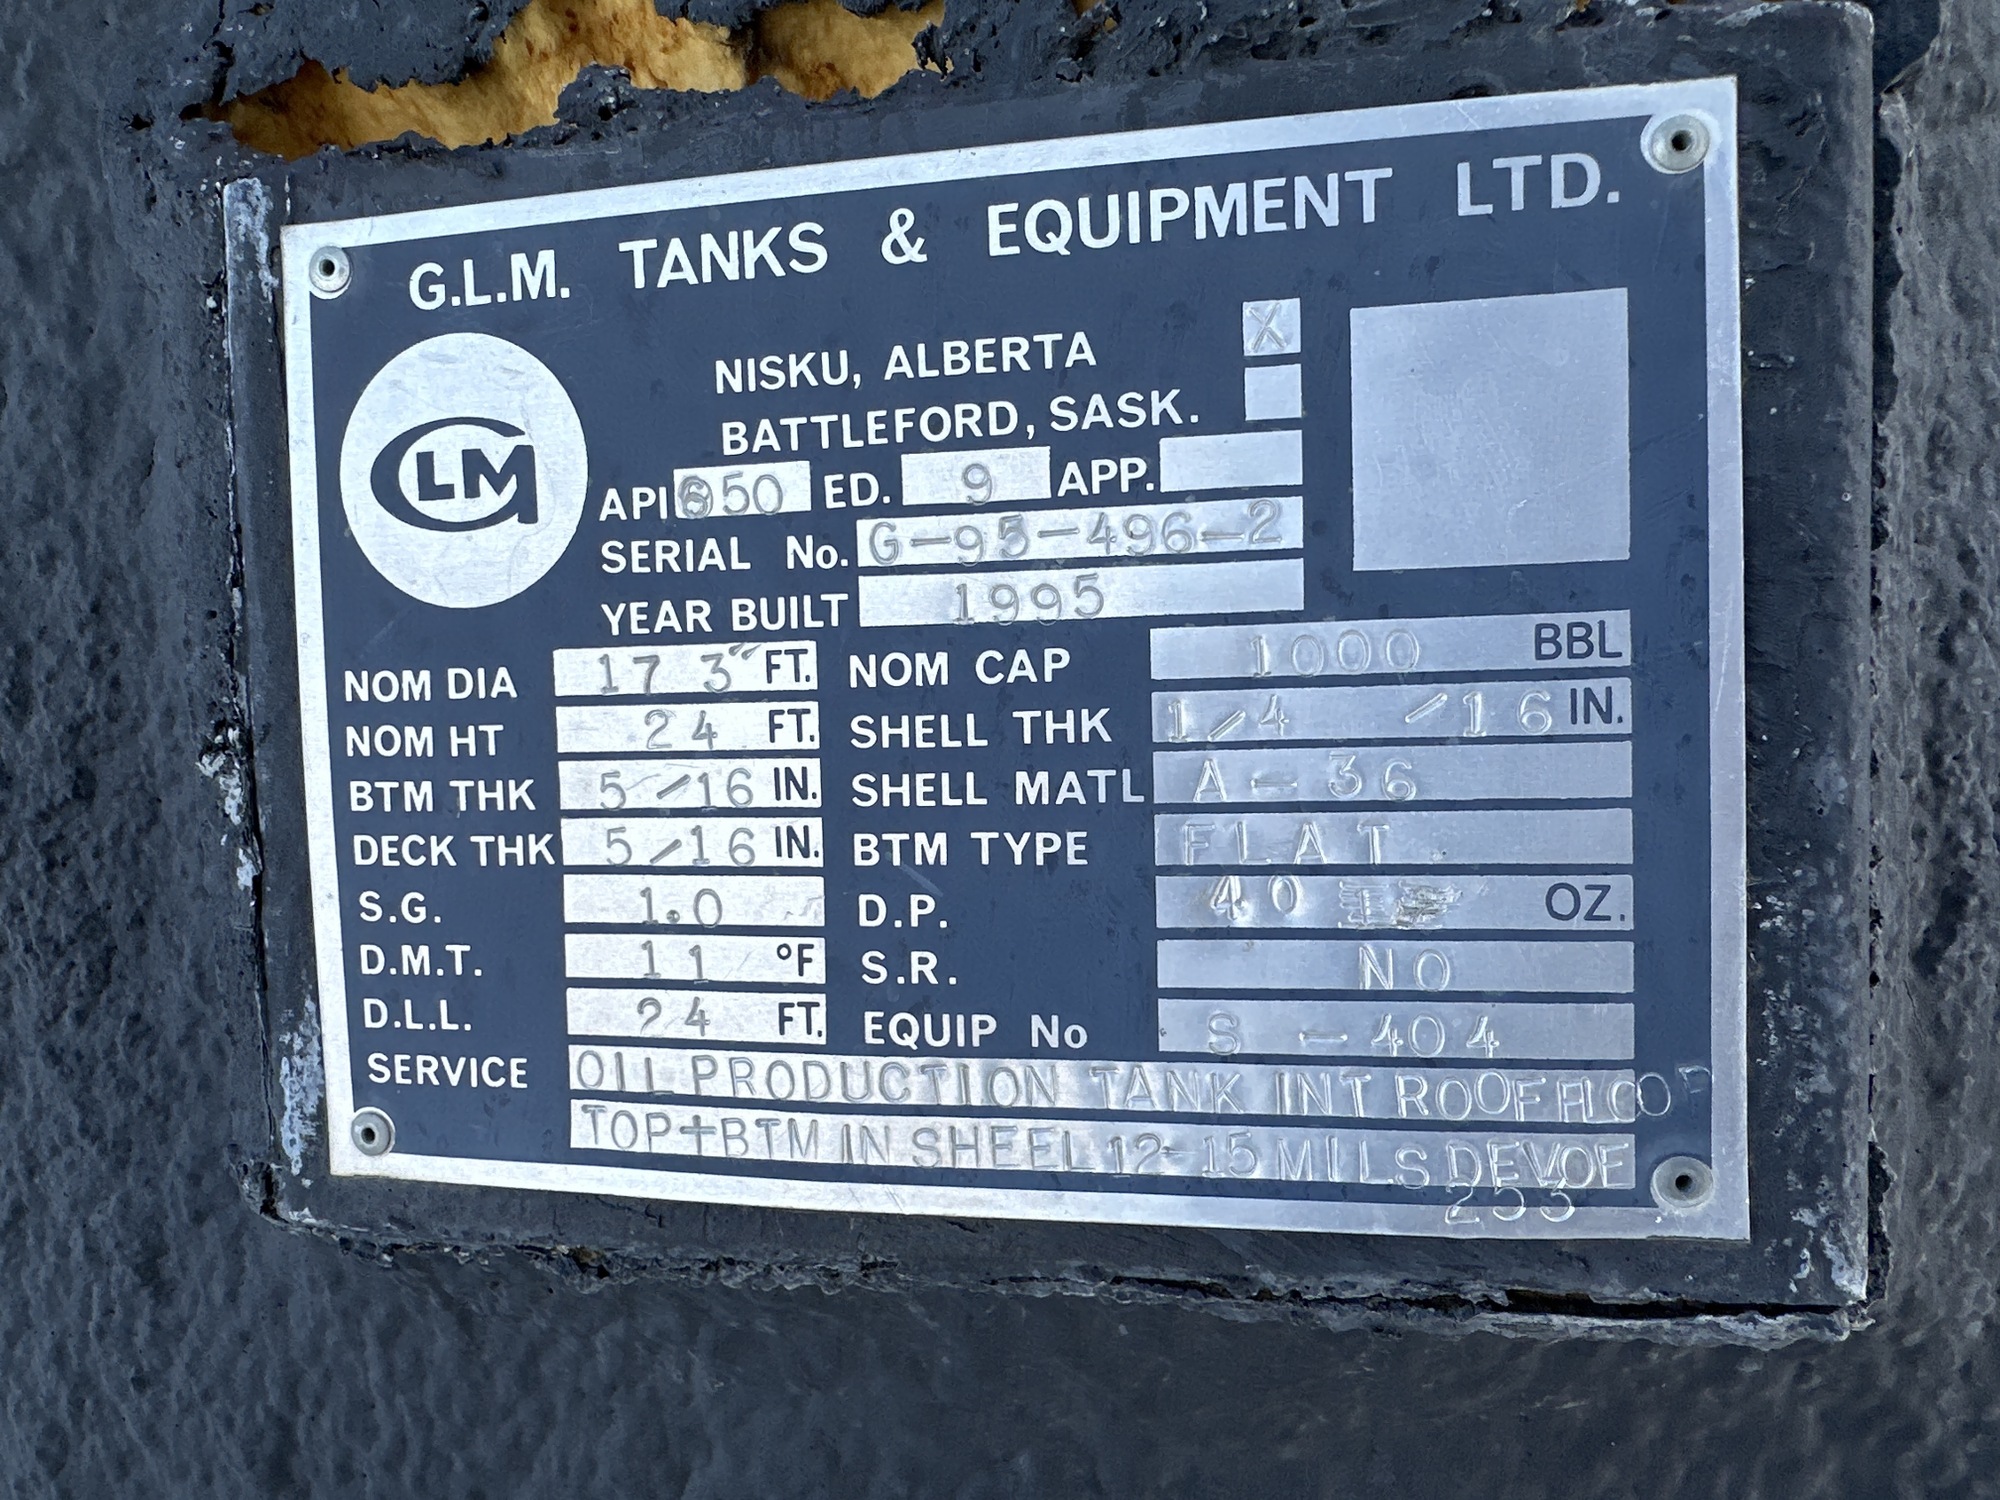 G.L.M. TANKS & EQUIPMENT LTD.
GLM
NISKU, ALBERTA X
BATTLEFORD, SASK.
API 650 ED. 9 APP.
SERIAL No. G-95-496-2
YEAR BUILT 1995
NOM DIA 17 3" FT. NOM CAP 1000 BBL
NOM HT 24 FT. SHELL THK 1/4 /16 IN.
BTM THK 5/16 IN. SHELL MATL A-36
DECK THK 5/16 IN. BTM TYPE FLAT
S.G. 1.0 D.P. 40 OZ.
D.M.T. 11 °F S.R. NO
D.L.L. 24 FT. EQUIP No S-404
SERVICE OIL PRODUCTION TANK INT ROOF FLOOR
TOP+BTM IN SHEEL 12-15 MILS DEVOE
253